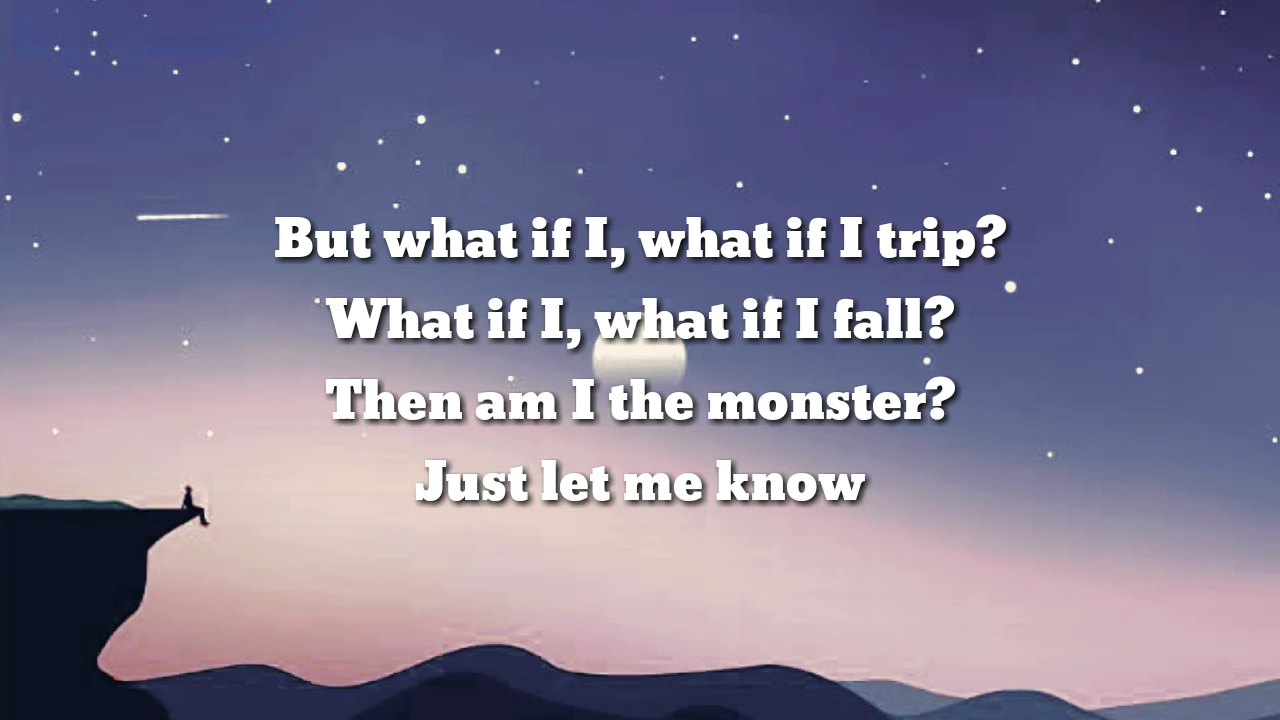 But what if I, what if I trip?
What if I, what if I fall?
Then am I the monster?
Just let me know